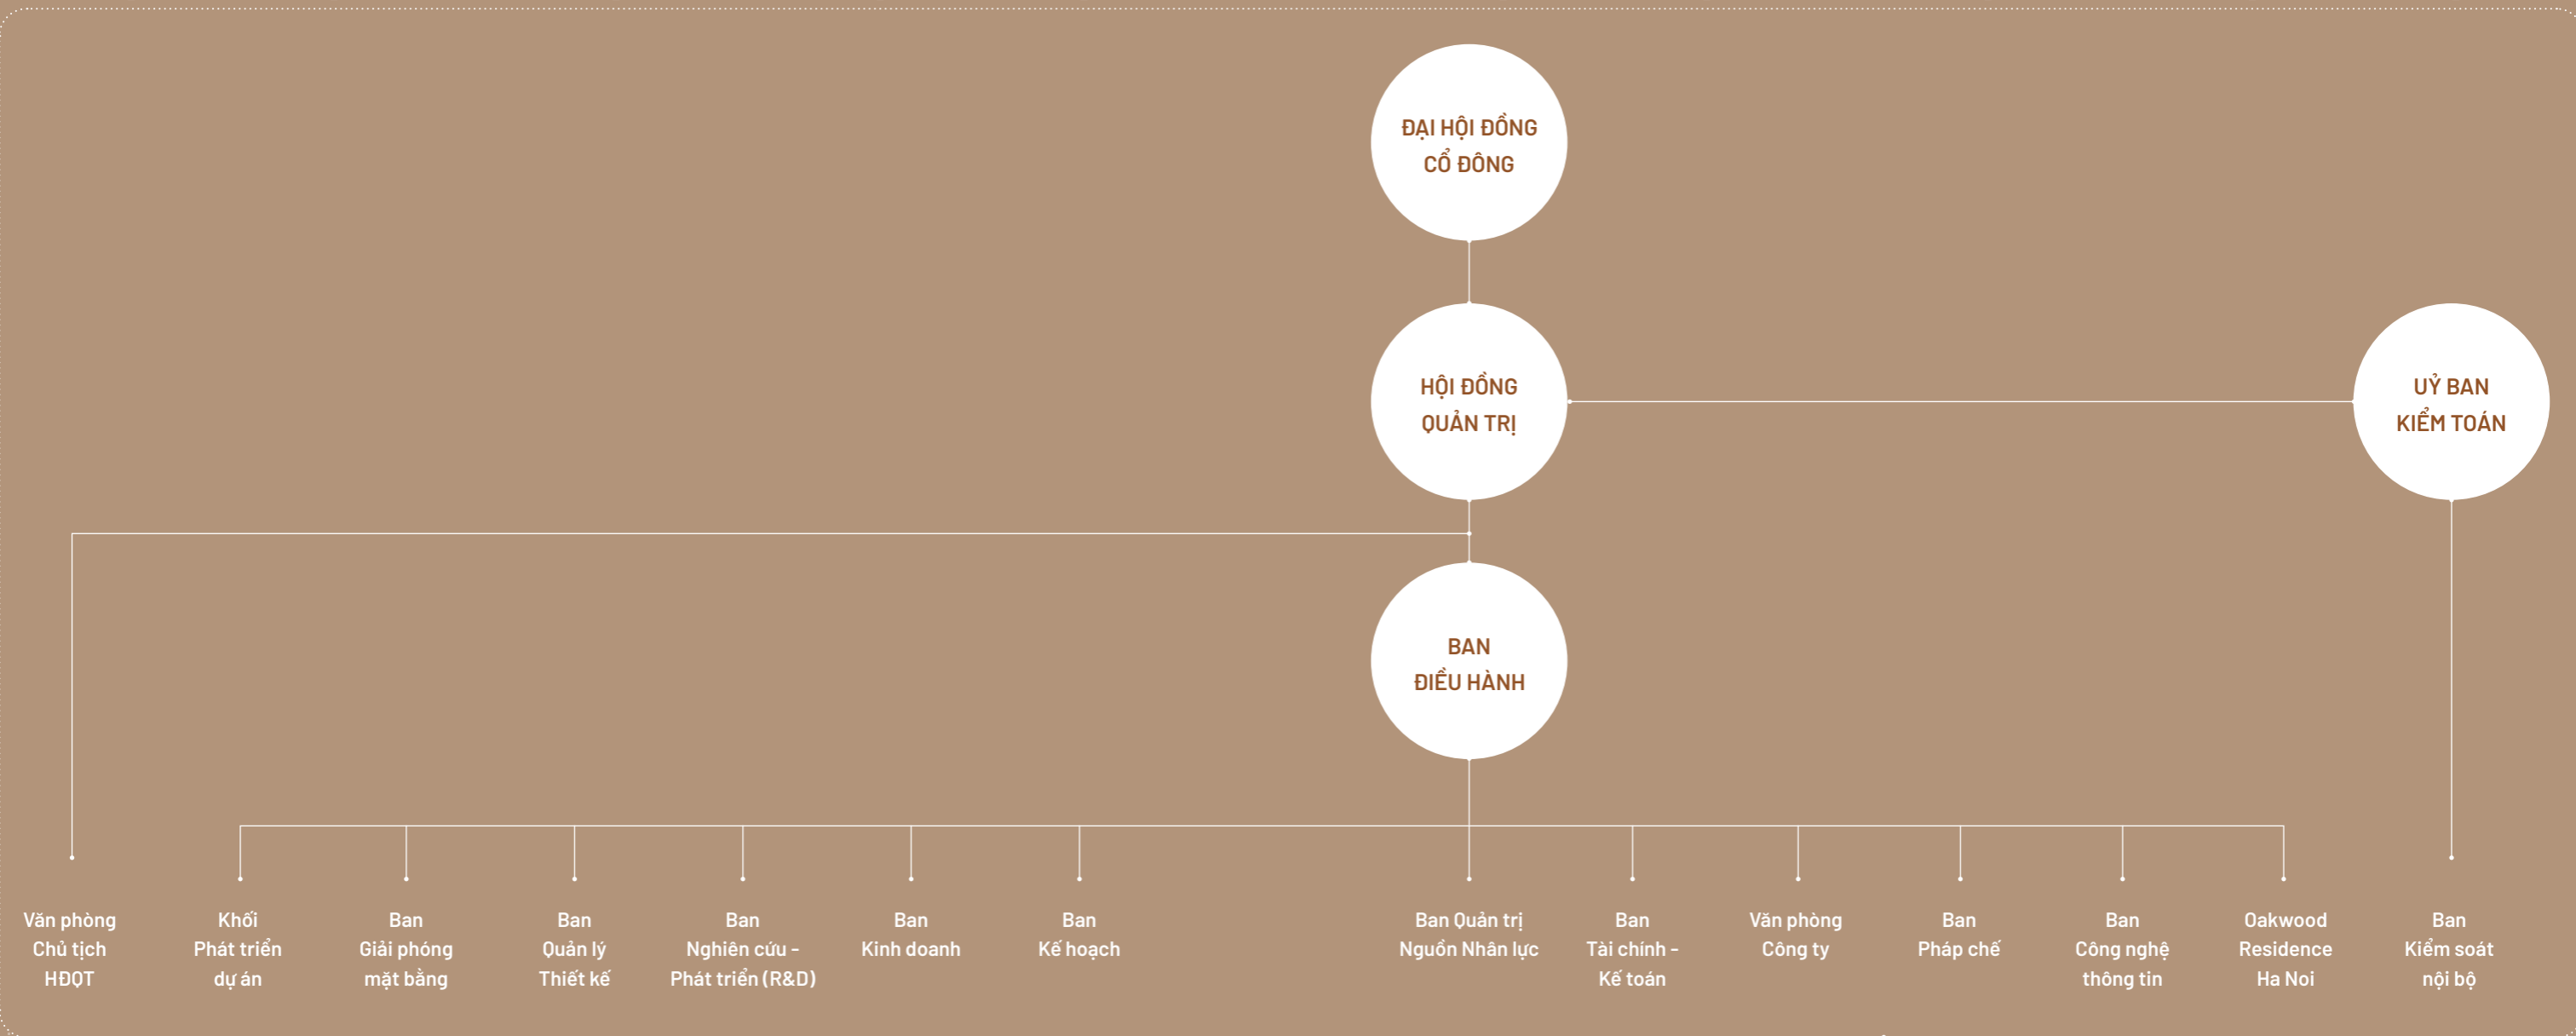 ĐẠI HỘI ĐỒNG
CỔ ĐÔNG
HỘI ĐỒNG
QUẢN TRỊ
UỶ BAN
KIỂM TOÁN
BAN
ĐIỀU HÀNH
Văn phòng
Chủ tịch
HĐQT
Khối
Phát triển
dự án
Ban
Giải phóng
mặt bằng
Ban
Quản lý
Thiết kế
Ban
Nghiên cứu -
Phát triển (R&D)
Ban
Kinh doanh
Ban
Kế hoạch
Ban Quản trị
Nguồn Nhân lực
Ban
Tài chính -
Kế toán
Văn phòng
Công ty
Ban
Pháp chế
Ban
Công nghệ
thông tin
Oakwood
Residence
Ha Noi
Ban
Kiểm soát
nội bộ